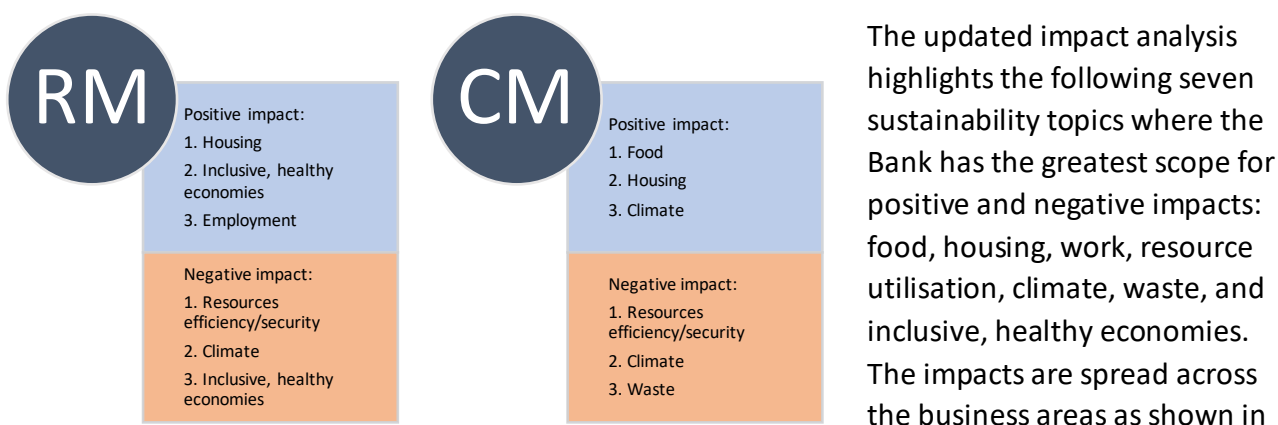 RM
Positive impact:
1. Housing
2. Inclusive, healthy
economies
3. Employment
Negative impact:
1. Resources
efficiency/security
2. Climate
3. Inclusive, healthy
economies
CM
Positive impact:
1. Food
2. Housing
3. Climate
Negative impact:
1. Resources
efficiency/security
2. Climate
3. Waste
The updated impact analysis
highlights the following seven
sustainability topics where the
Bank has the greatest scope for
positive and negative impacts:
food, housing, work, resource
utilisation, climate, waste, and
inclusive, healthy economies.
The impacts are spread across
the business areas as shown in